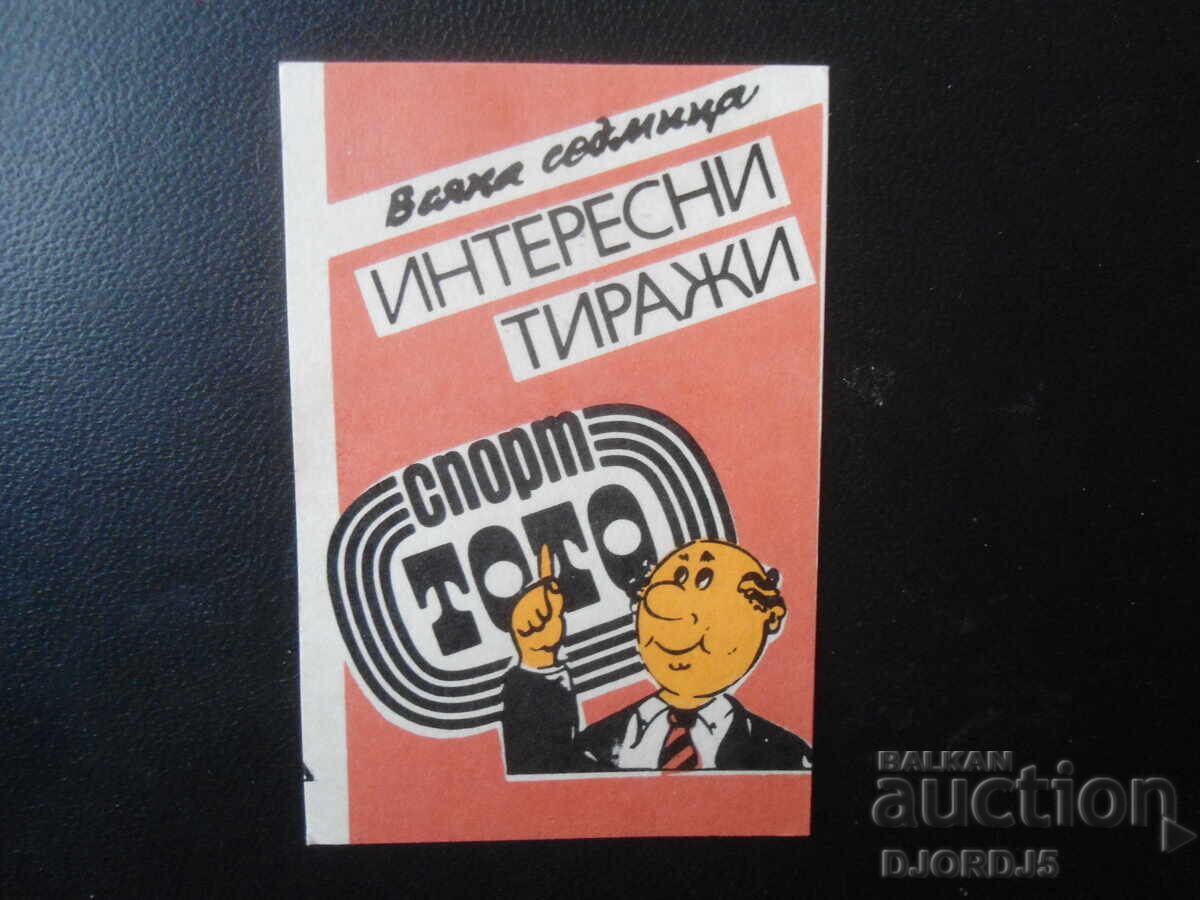 Всяка седмица
ИНТЕРЕСНИ
ТИРАЖИ
спорт
ТОТО
BALKAN
auction
DJORDJ5